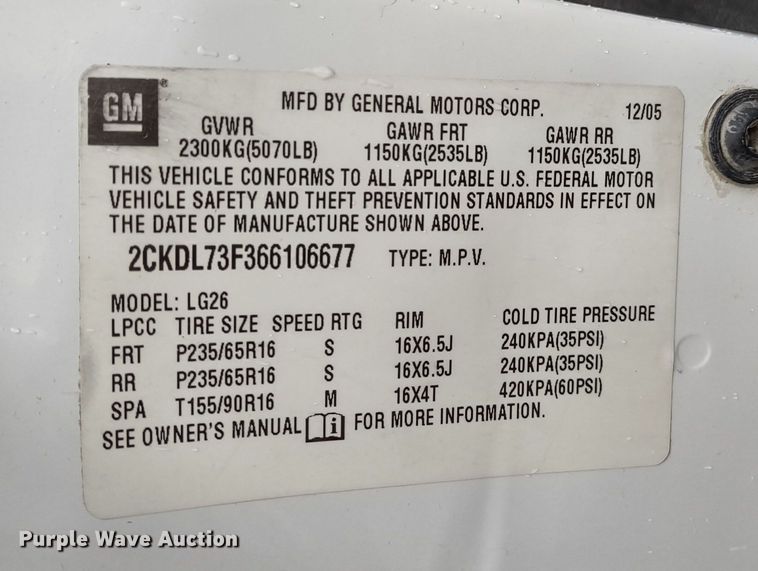 GM ®
MFD BY GENERAL MOTORS CORP. 12/05
GVWR GAWR FRT GAWR RR
2300KG(5070LB) 1150KG(2535LB) 1150KG(2535LB)
THIS VEHICLE CONFORMS TO ALL APPLICABLE U.S. FEDERAL MOTOR
VEHICLE SAFETY AND THEFT PREVENTION STANDARDS IN EFFECT ON
THE DATE OF MANUFACTURE SHOWN ABOVE.
2CKDL73F366106677 TYPE: M.P.V.
MODEL: LG26
LPCC TIRE SIZE SPEED RTG RIM COLD TIRE PRESSURE
FRT P235/65R16 S 16X6.5J 240KPA(35PSI)
RR P235/65R16 S 16X6.5J 240KPA(35PSI)
SPA T155/90R16 M 16X4T 420KPA(60PSI)
SEE OWNER'S MANUAL i FOR MORE INFORMATION.
Purple Wave Auction